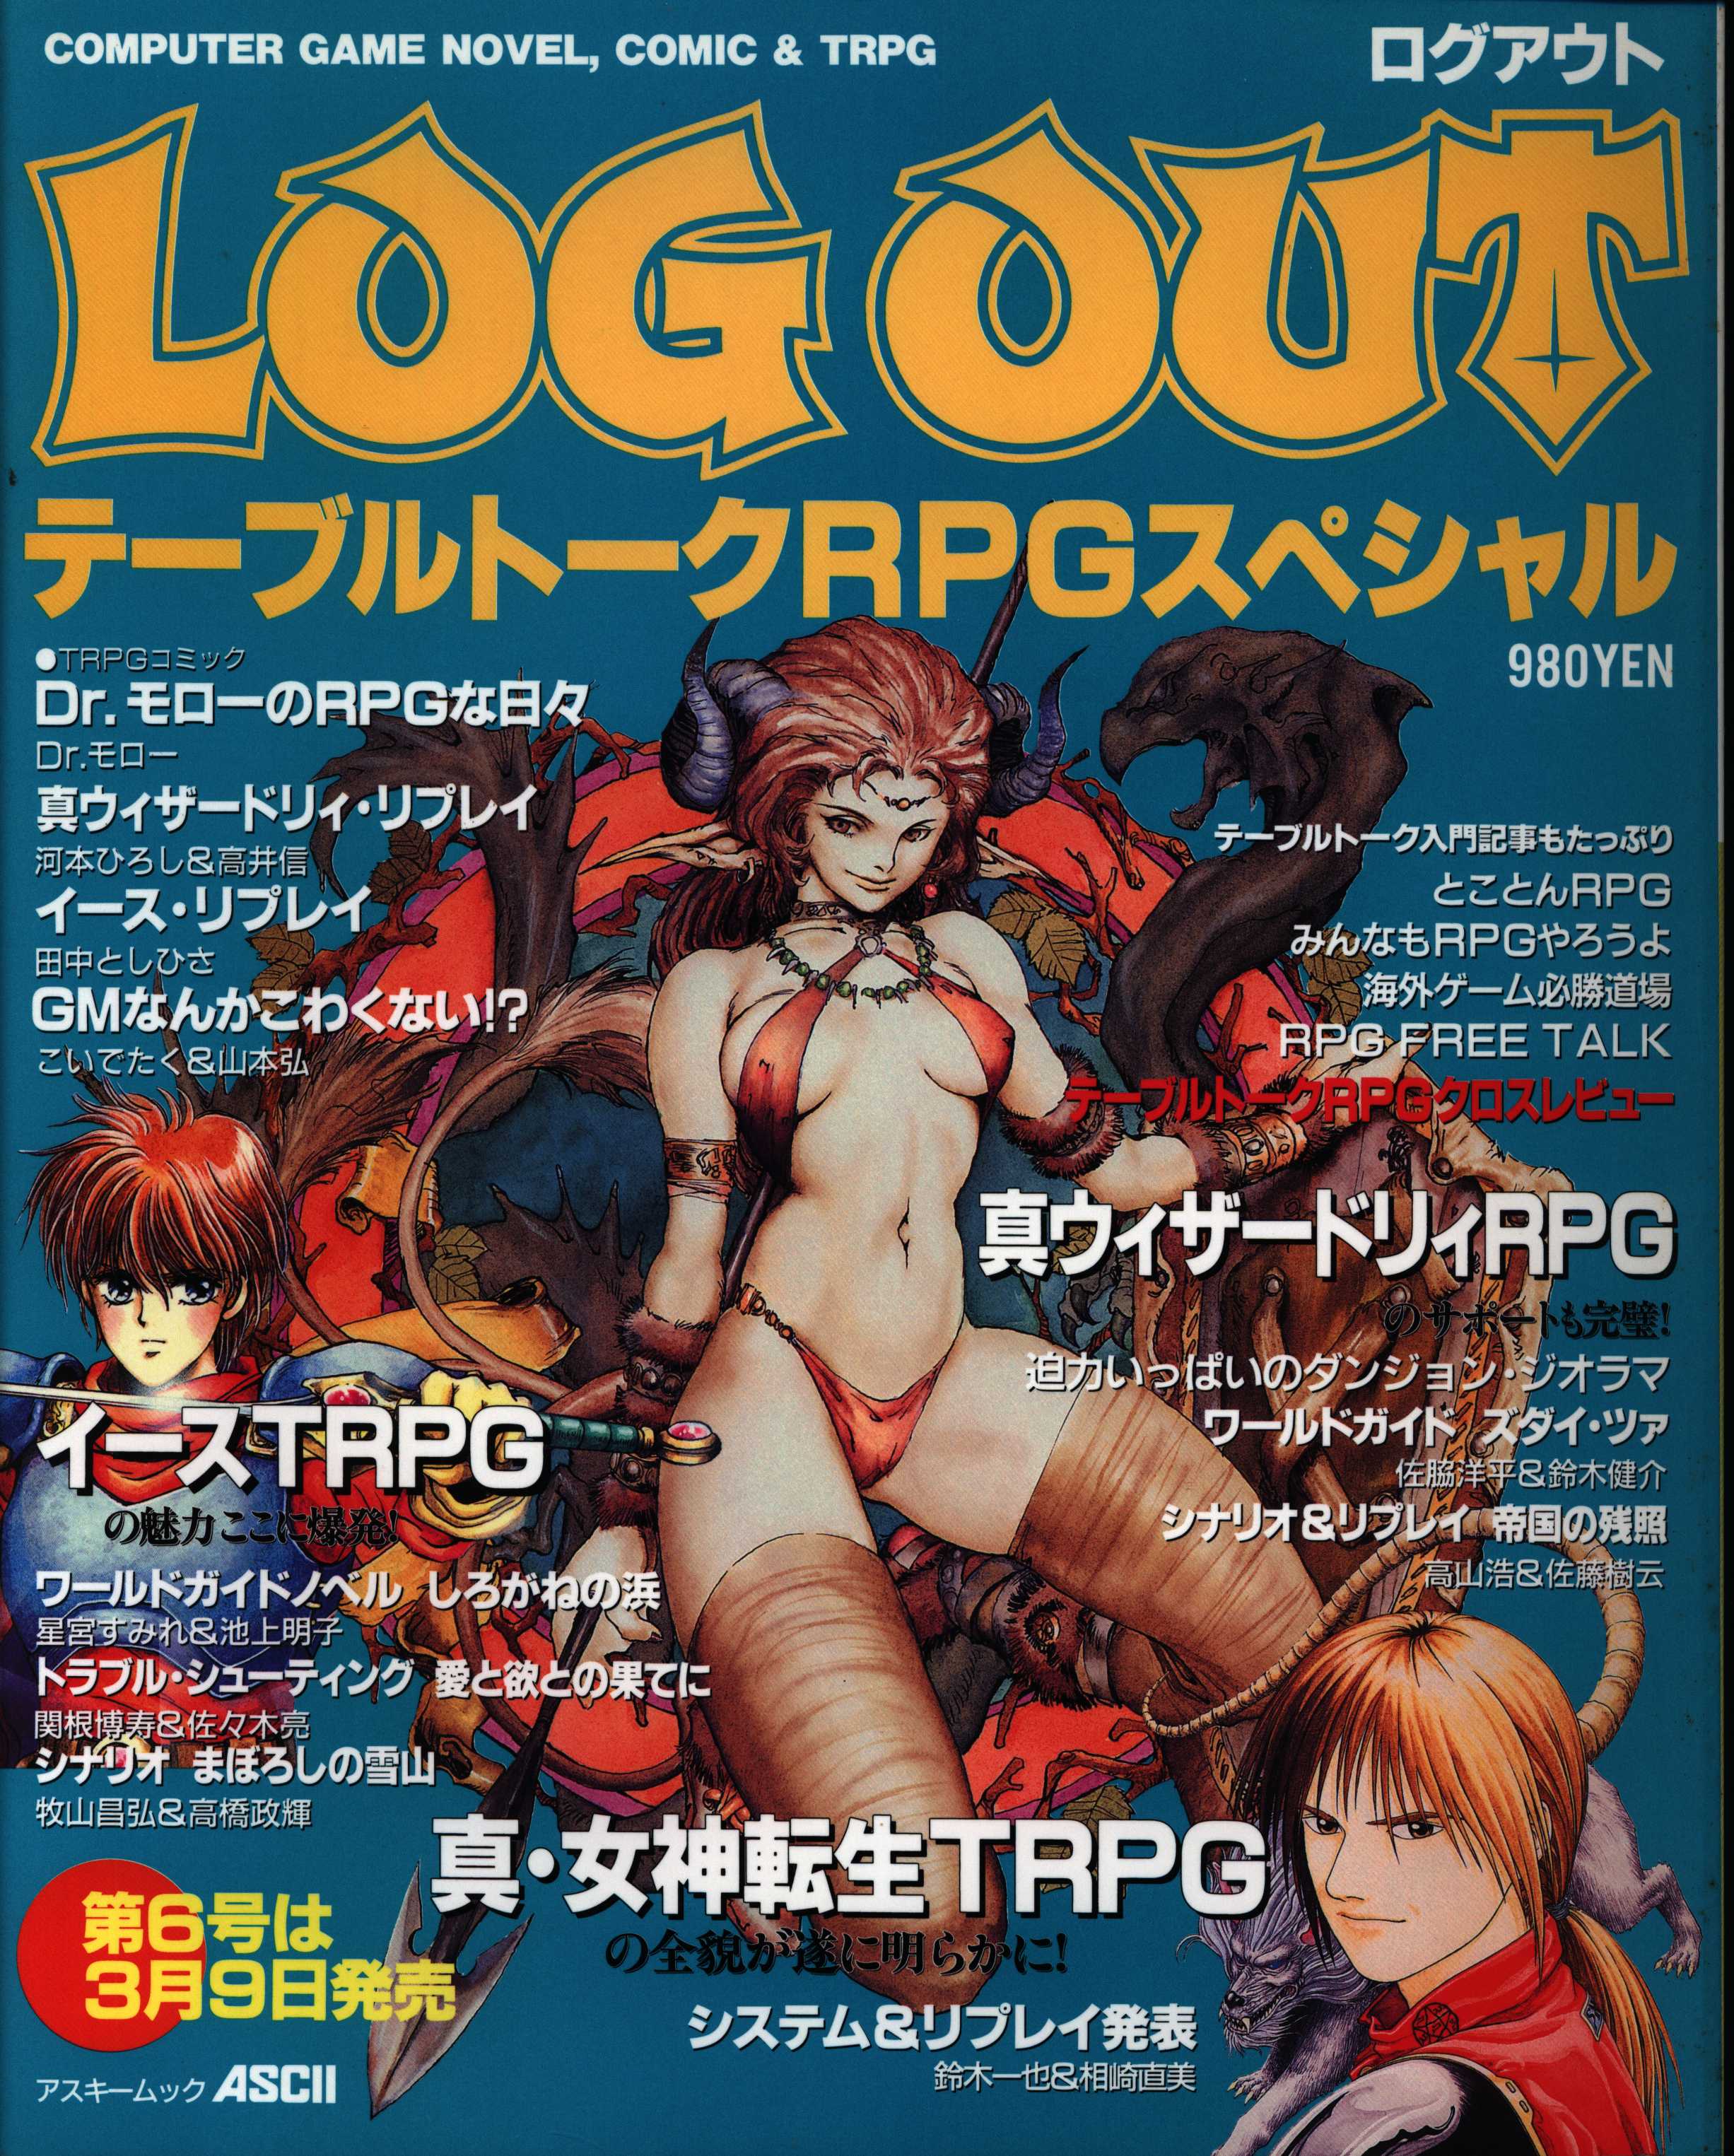 COMPUTER GAME NOVEL, COMIC & TRPG
ログアウト
LOG OUT
テーブルトークRPGスペシャル
980YEN
●TRPGコミック
Dr.モローのRPGな日々
Dr.モロー
真ウィザードリィ・リプレイ
河本ひろし&高井信
イース・リプレイ
田中としひさ
GMなんかこわくない!?
こいでたく&山本弘
テーブルトーク入門記事もたっぷり
とことんRPG
みんなもRPGやろうよ
海外ゲーム必勝道場
RPG FREE TALK
テーブルトークRPGクロスレビュー
真ウィザードリィRPG
のサポートも完璧!
迫力いっぱいのダンジョン・ジオラマ
ワールドガイド ズダイ・ツァ
佐脇洋平&鈴木健介
シナリオ&リプレイ 帝国の残照
高山浩&佐藤樹云
イースTRPG
の魅力ここに爆発!
ワールドガイドノベル しろがねの浜
星宮すみれ&池上明子
トラブル・シューティング 愛と欲との果てに
関根博寿&佐々木亮
シナリオ まぼろしの雪山
牧山昌弘&高橋政輝
真・女神転生TRPG
の全貌が遂に明らかに!
システム&リプレイ発表
鈴木一也&相崎直美
第6号は
3月9日発売
アスキームック ASCII